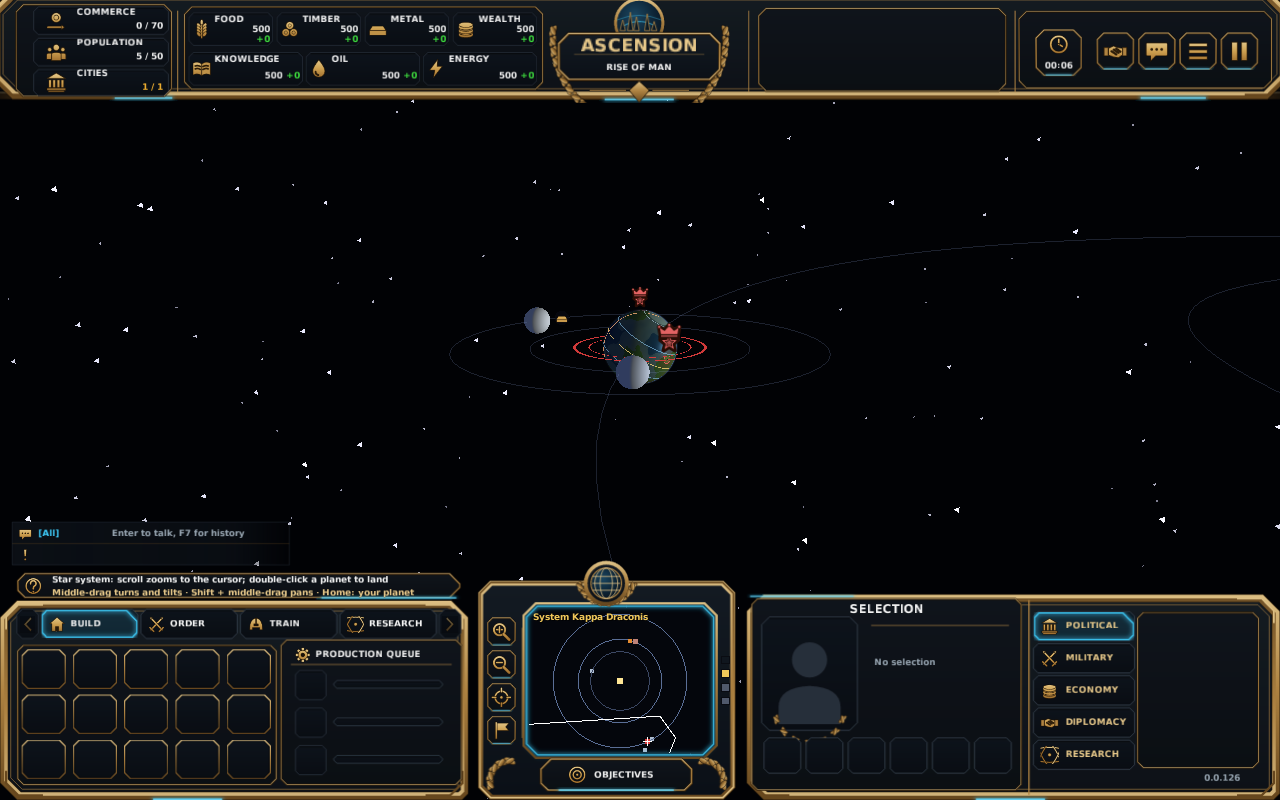 COMMERCE
0 / 70
POPULATION
5 / 50
CITIES
1 / 1
FOOD
500
+0
TIMBER
500
+0
METAL
500
+0
WEALTH
500
+0
KNOWLEDGE
500 +0
OIL
500 +0
ENERGY
500 +0
ASCENSION
RISE OF MAN
00:06
[All] Enter to talk, F7 for history
!
Star system: scroll zooms to the cursor; double-click a planet to land
Middle-drag turns and tilts · Shift + middle-drag pans · Home: your planet
BUILD
ORDER
TRAIN
RESEARCH
PRODUCTION QUEUE
System Kappa Draconis
OBJECTIVES
SELECTION
No selection
POLITICAL
MILITARY
ECONOMY
DIPLOMACY
RESEARCH
0.0.126